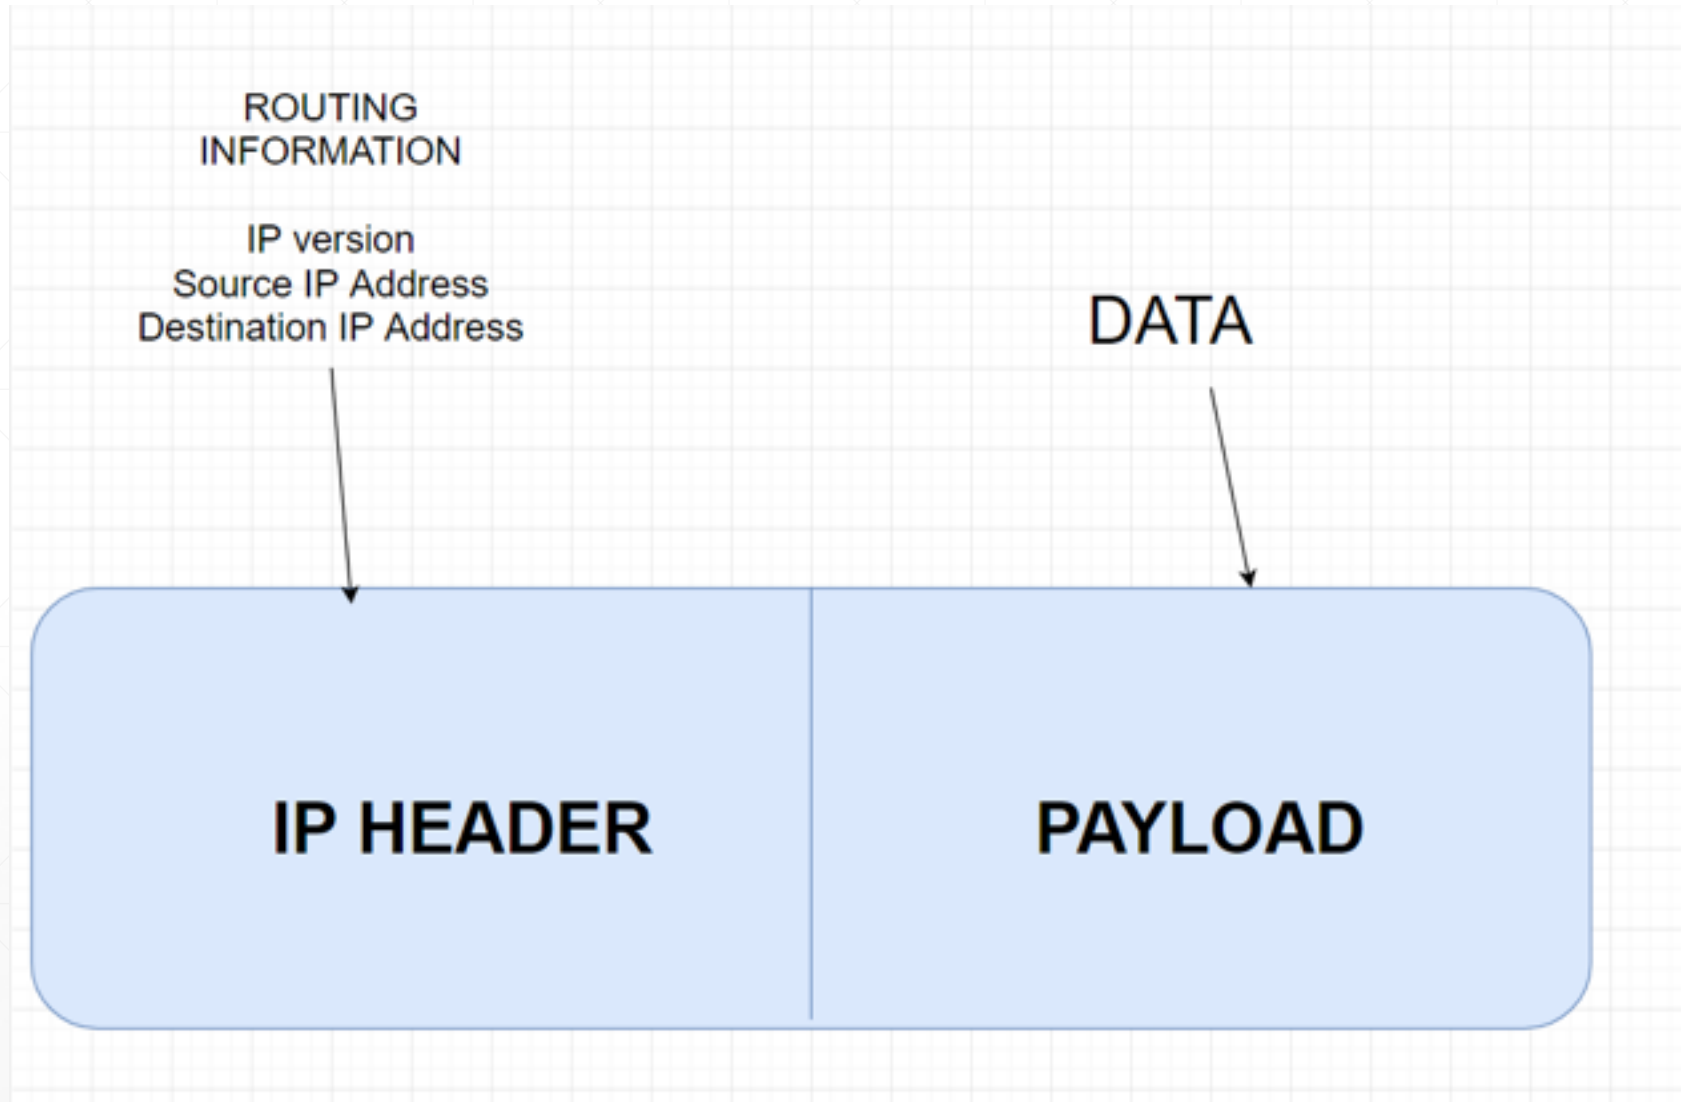 ROUTING
INFORMATION
IP version
Source IP Address
Destination IP Address
DATA
IP HEADER
PAYLOAD